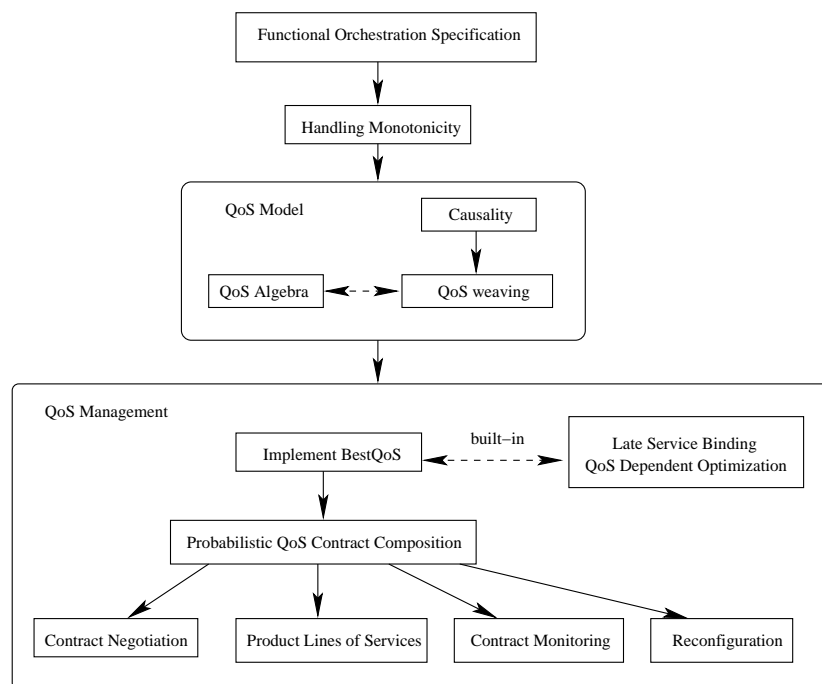 Functional Orchestration Specification
Handling Monotonicity
QoS Model
Causality
QoS Algebra
QoS weaving
QoS Management
built−in
Implement BestQoS
Late Service Binding
QoS Dependent Optimization
Probabilistic QoS Contract Composition
Contract Negotiation
Product Lines of Services
Contract Monitoring
Reconfiguration